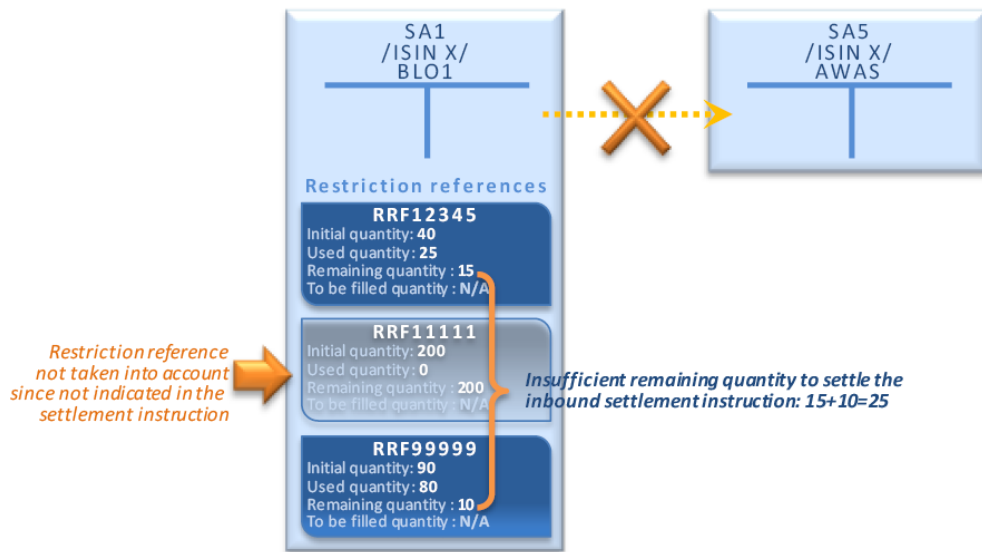 SA1
/ISIN X/
BLO1
SA5
/ISIN X/
AWAS
Restriction references
RRF12345
Initial quantity: 40
Used quantity: 25
Remaining quantity : 15
To be filled quantity : N/A
RRF11111
Initial quantity: 200
Used quantity: 0
Remaining quantity : 200
To be filled quantity : N/A
Restriction reference
not taken into account
since not indicated in the
settlement instruction
Insufficient remaining quantity to settle the
inbound settlement instruction: 15+10=25
RRF99999
Initial quantity: 90
Used quantity: 80
Remaining quantity : 10
To be filled quantity : N/A